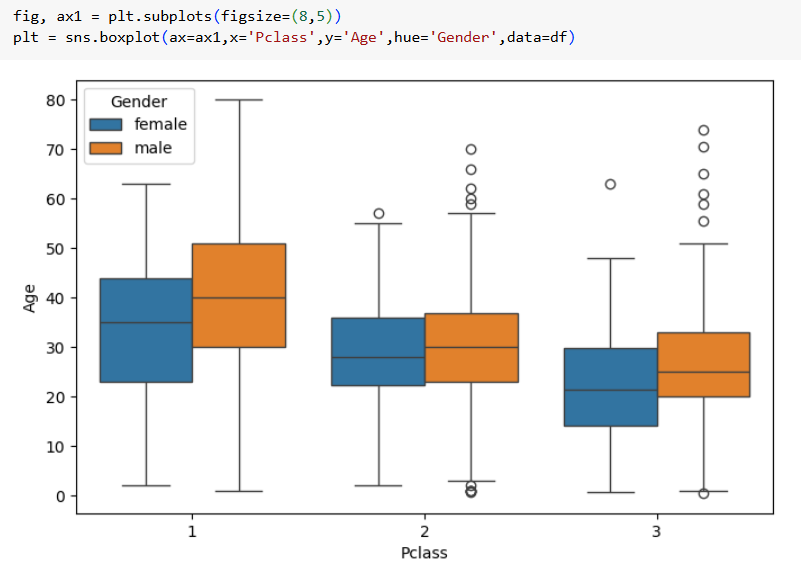 fig, ax1 = plt.subplots(figsize=(8,5))
plt = sns.boxplot(ax=ax1,x='Pclass',y='Age',hue='Gender',data=df)
Gender
female
male
80
70
60
50
40
30
20
10
0
Age
1 2 3
Pclass